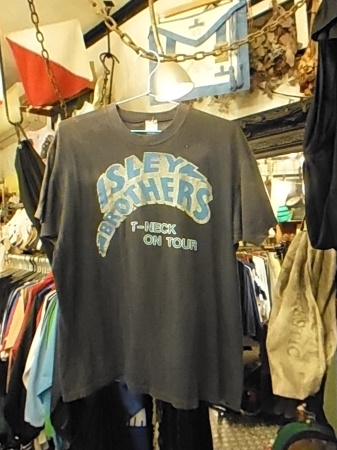 ISLEY
BROTHERS
T-NECK
ON TOUR